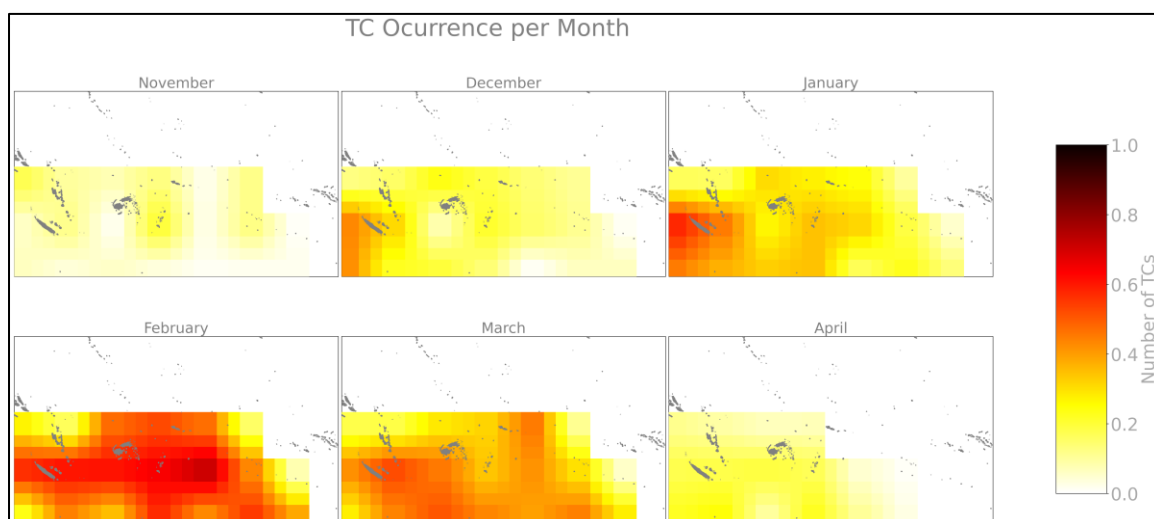 TC Ocurrence per Month
November
December
January
February
March
April
1.0
0.8
0.6
0.4
0.2
0.0
Number of TCs